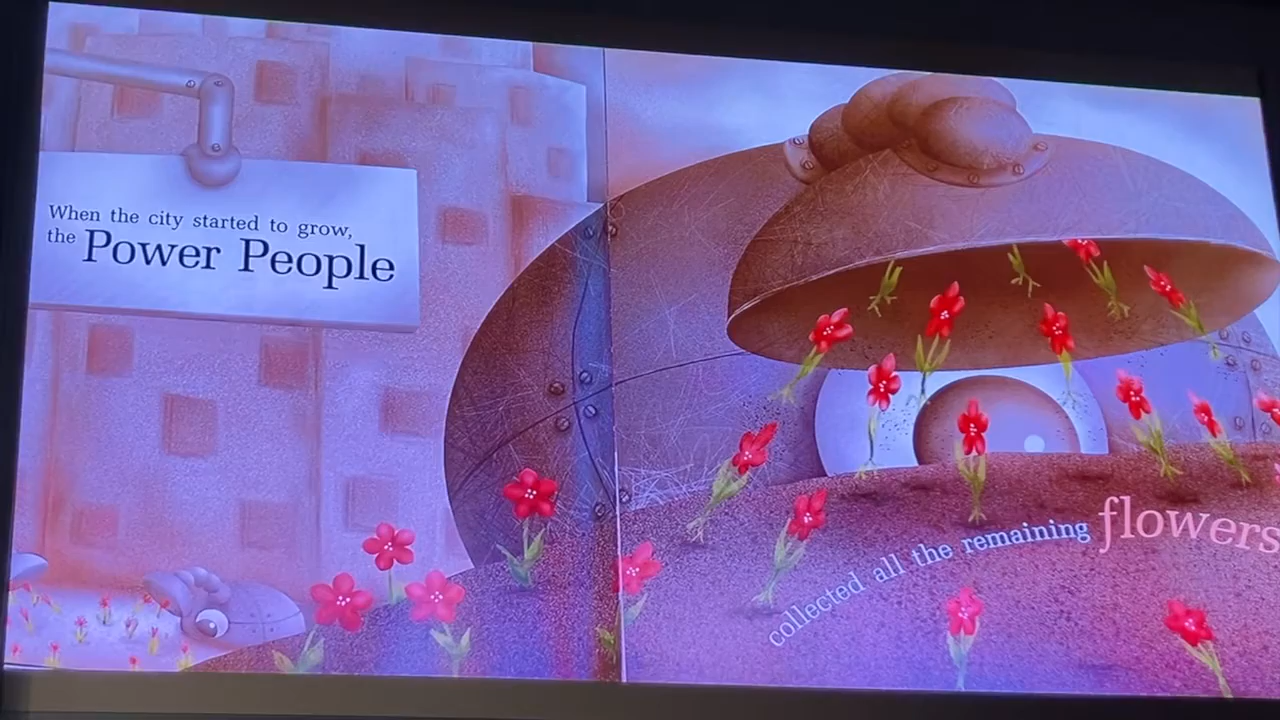 When the city started to grow,
the Power People
collected all the remaining flowers